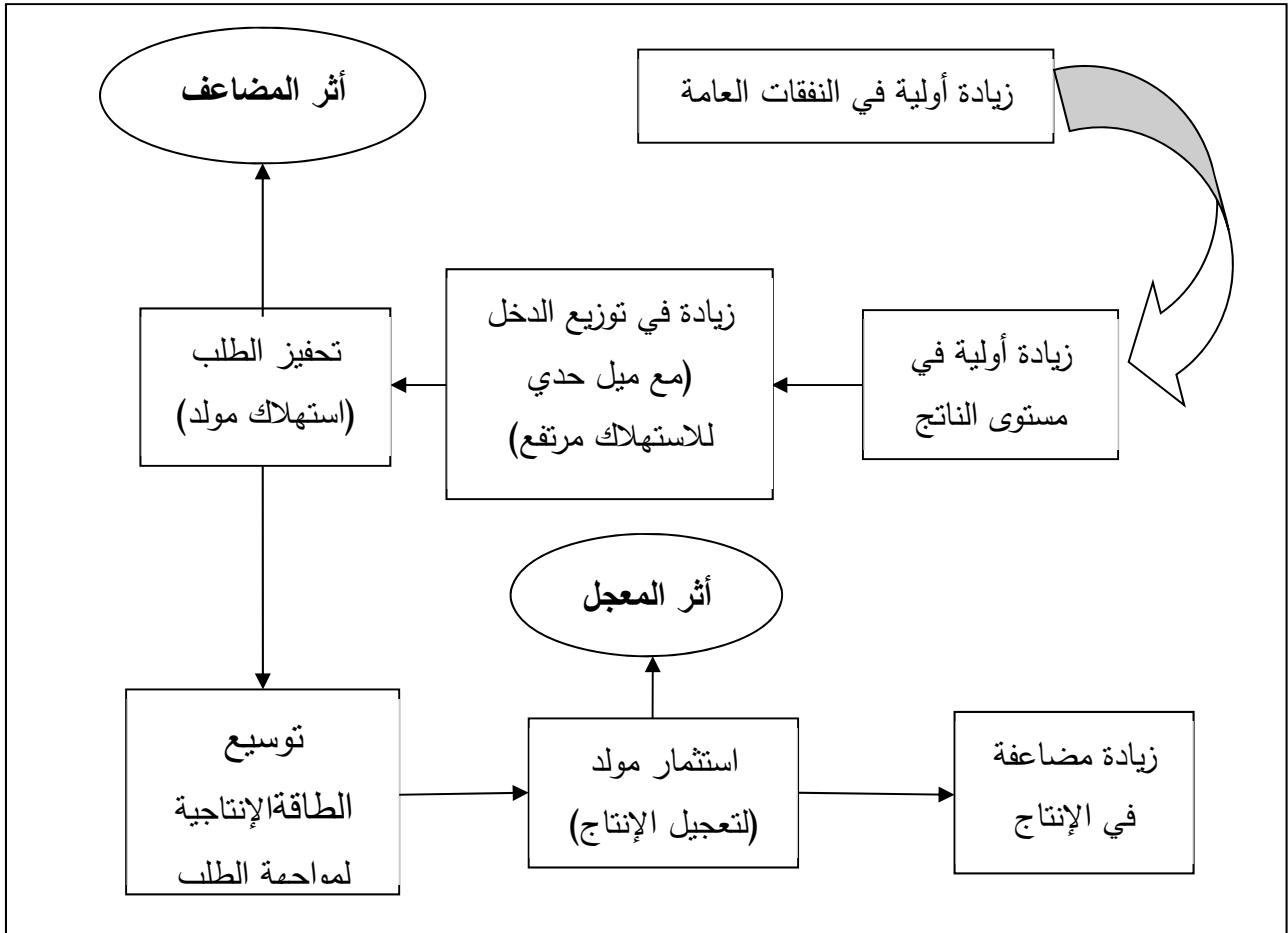 زيادة أولية في النفقات العامة
أثر المضاعف
زيادة أولية في
مستوى الناتج
زيادة في توزيع الدخل
(مع ميل حدي
للاستهلاك مرتفع)
تحفيز الطلب
(استهلاك مولد)
أثر المعجل
توسيع
الطاقةالإنتاجية
لمواجهة الطلب
استثمار مولد
(لتعجيل الإنتاج)
زيادة مضاعفة
في الإنتاج